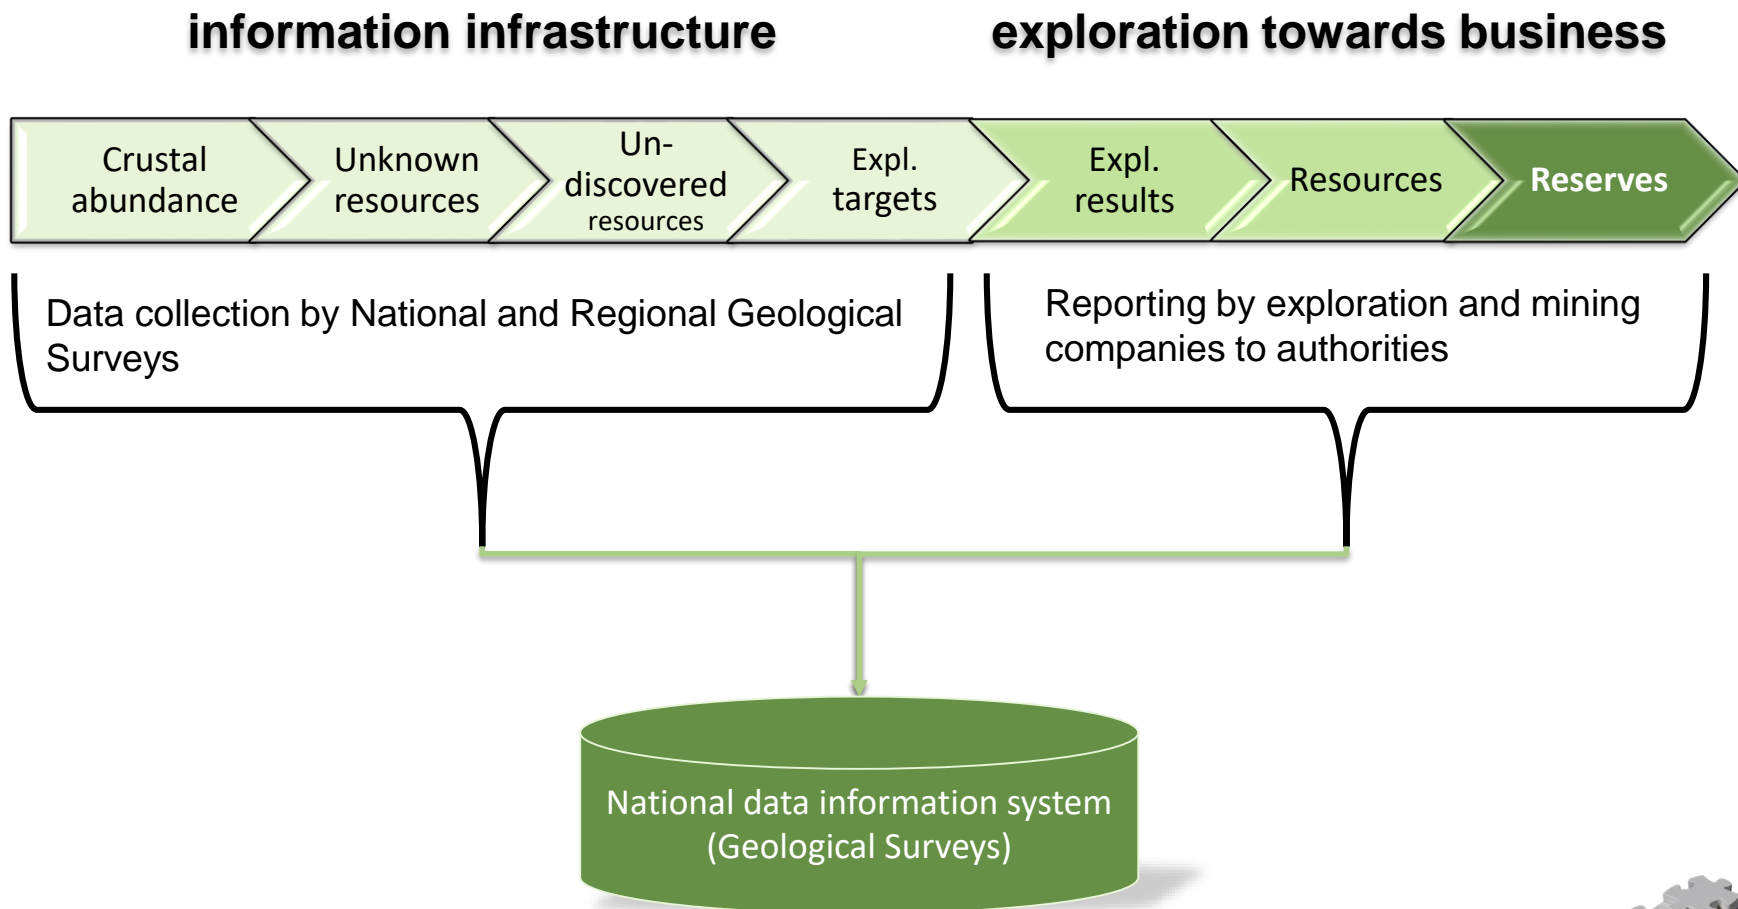 information infrastructure
exploration towards business
Crustal
abundance
Unknown
resources
Un-
discovered
resources
Expl.
targets
Expl.
results
Resources
Reserves
Data collection by National and Regional Geological
Surveys
Reporting by exploration and mining
companies to authorities
National data information system
(Geological Surveys)